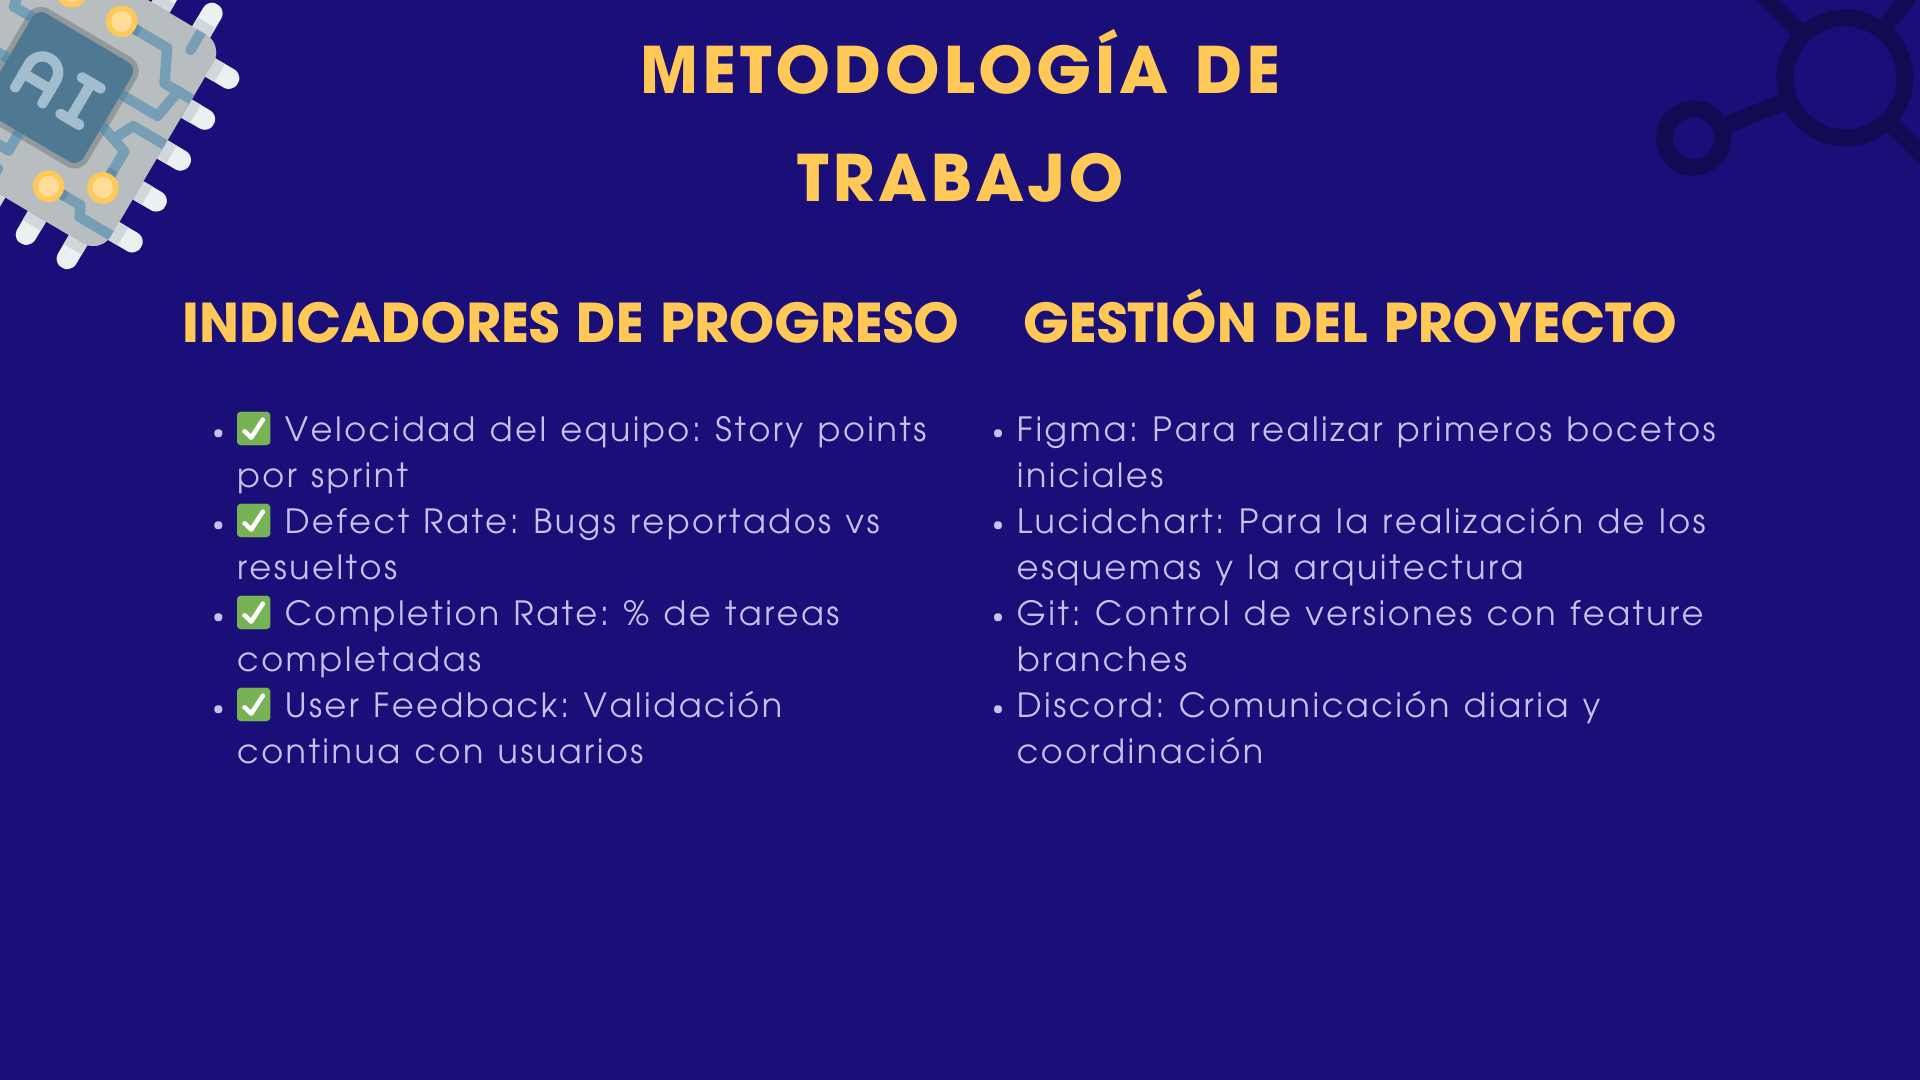 AI
METODOLOGÍA DE
TRABAJO
INDICADORES DE PROGRESO
• ✅ Velocidad del equipo: Story points
por sprint
• ✅ Defect Rate: Bugs reportados vs
resueltos
• ✅ Completion Rate: % de tareas
completadas
• ✅ User Feedback: Validación
continua con usuarios
GESTIÓN DEL PROYECTO
• Figma: Para realizar primeros bocetos
iniciales
• Lucidchart: Para la realización de los
esquemas y la arquitectura
• Git: Control de versiones con feature
branches
• Discord: Comunicación diaria y
coordinación